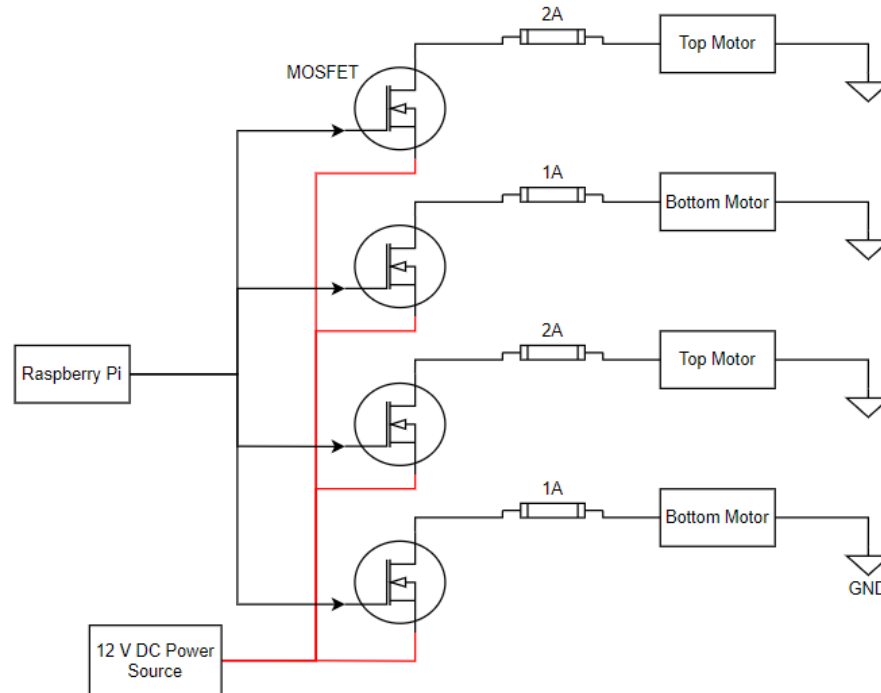 2A
Top Motor
MOSFET
1A
Bottom Motor
2A
Top Motor
Raspberry Pi
1A
Bottom Motor
GND
12 V DC Power
Source